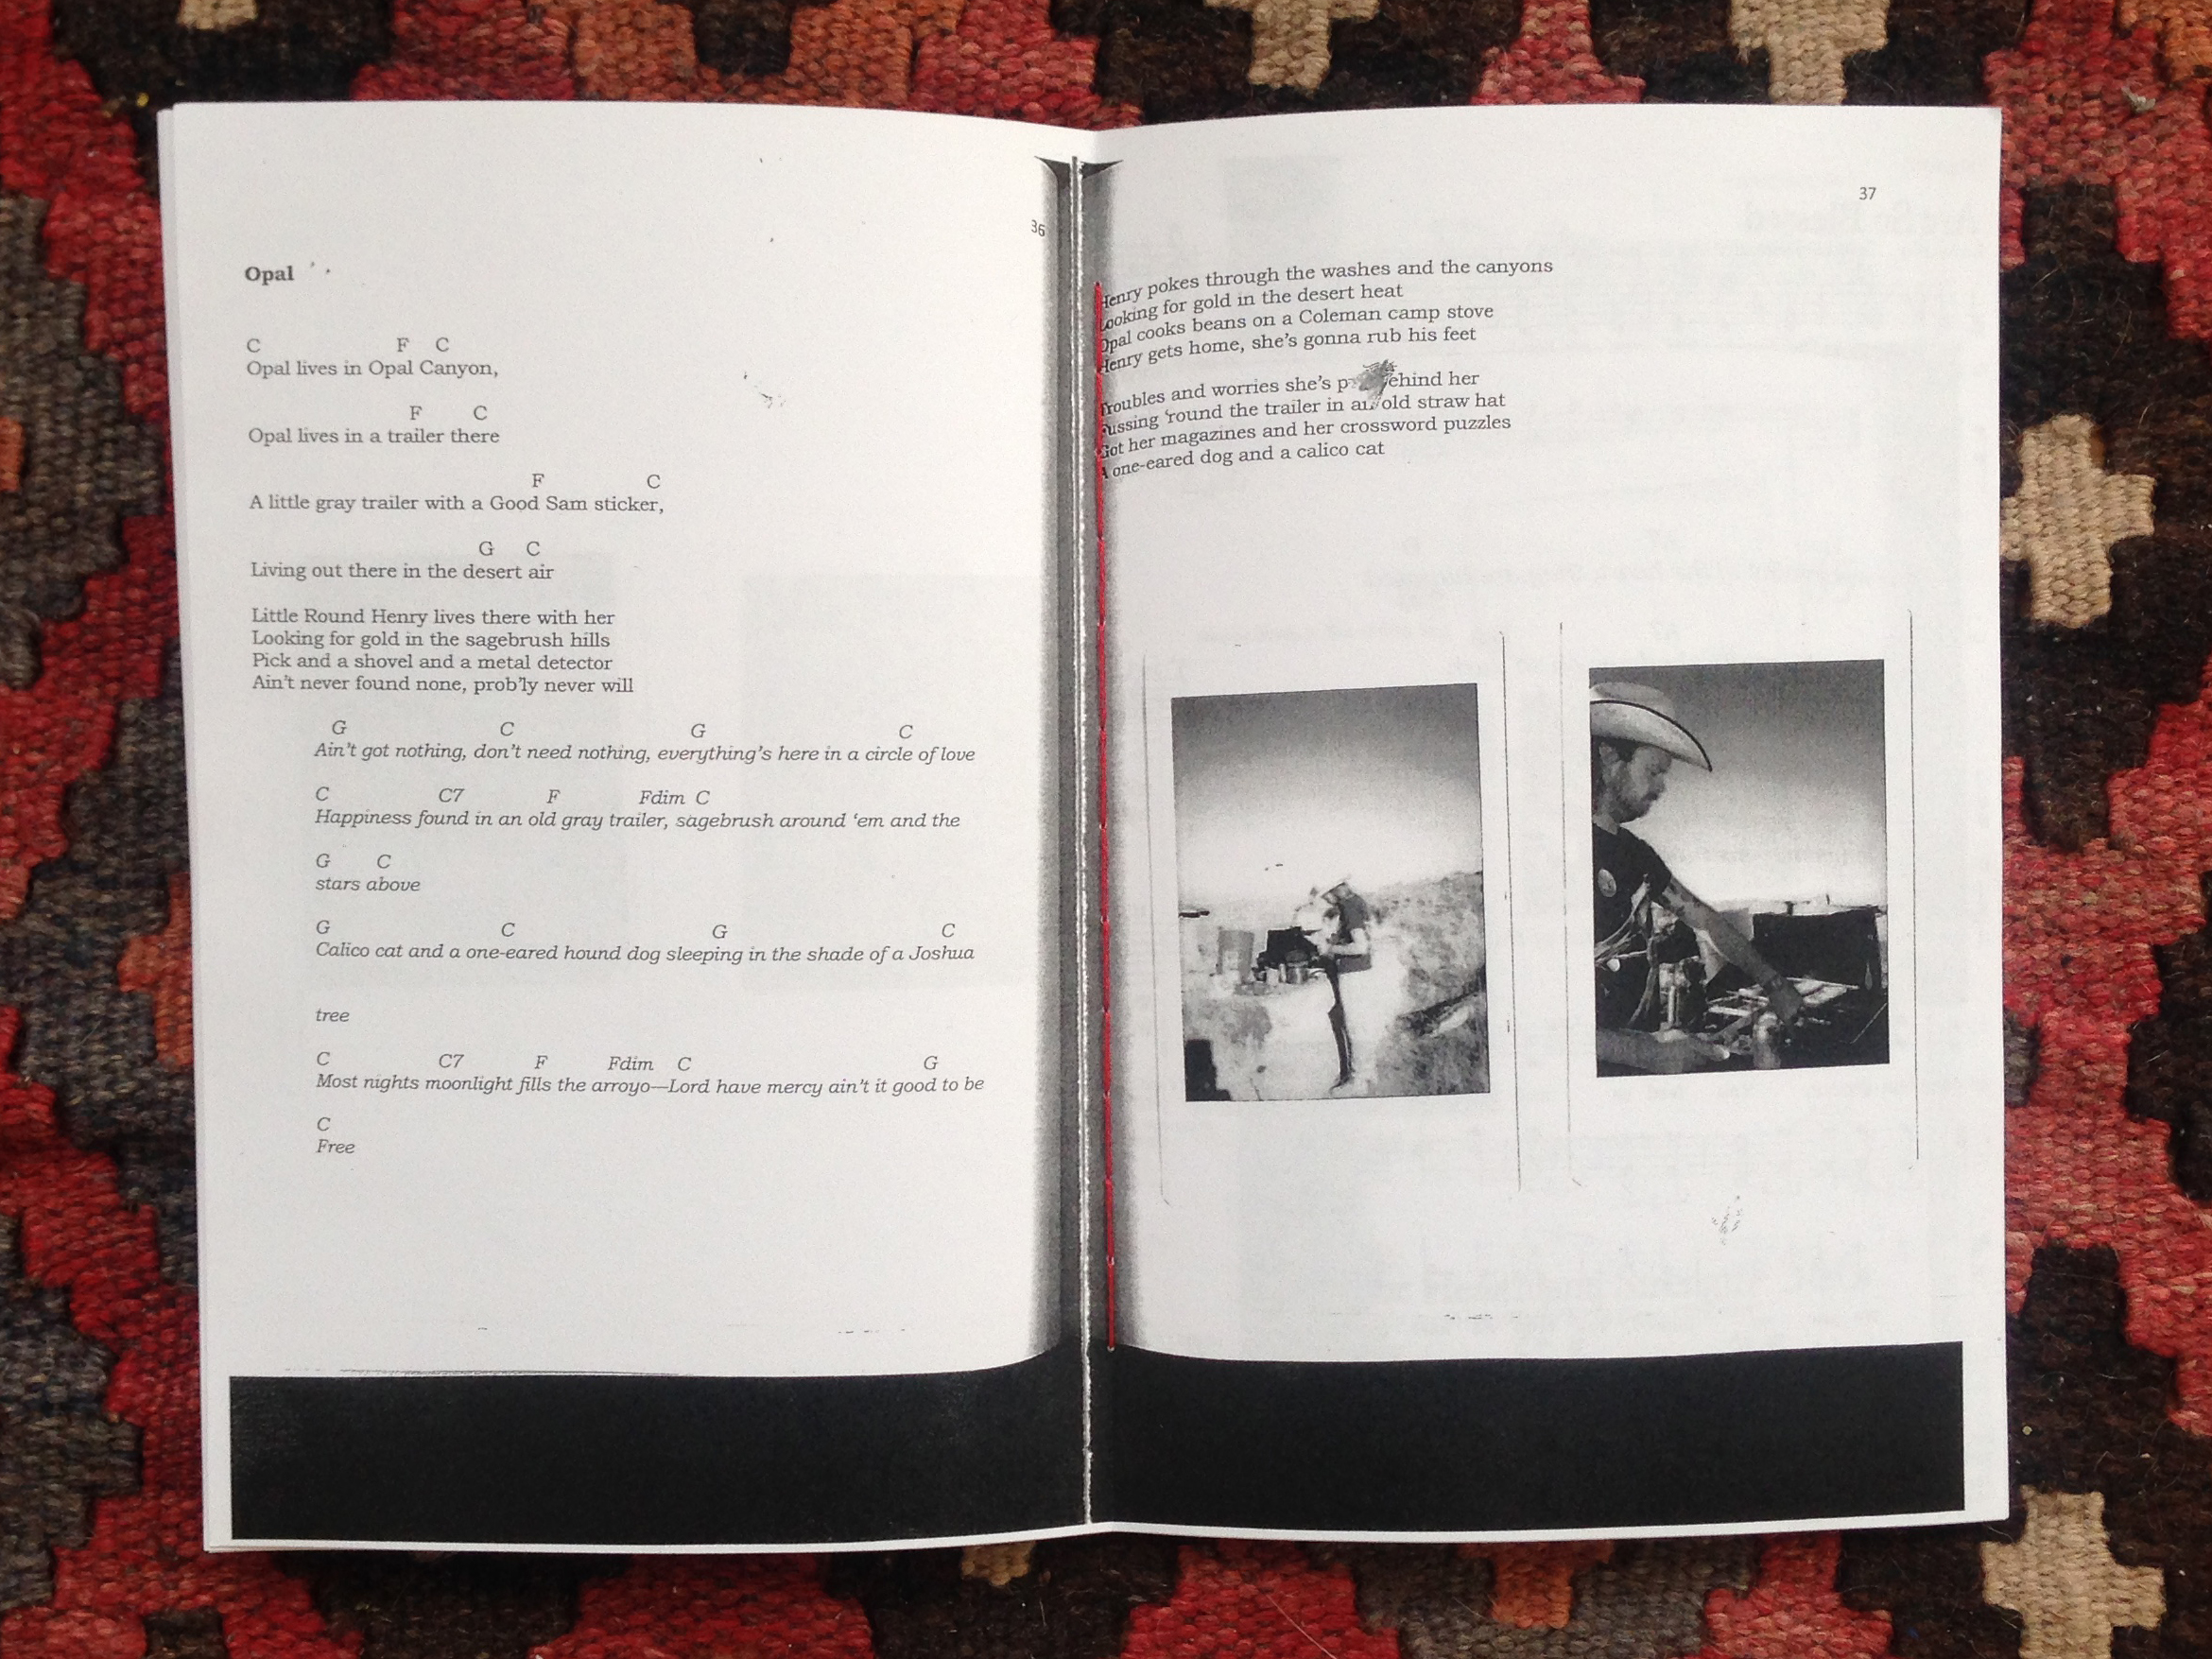 36
Opal
C F C
Opal lives in Opal Canyon,
F C
Opal lives in a trailer there
F C
A little gray trailer with a Good Sam sticker,
G C
Living out there in the desert air
Little Round Henry lives there with her
Looking for gold in the sagebrush hills
Pick and a shovel and a metal detector
Ain't never found none, prob'ly never will
G C G C
Ain't got nothing, don't need nothing, everything's here in a circle of love
C C7 F Fdim C
Happiness found in an old gray trailer, sagebrush around ‘em and the
G C
stars above
G C G C
Calico cat and a one-eared hound dog sleeping in the shade of a Joshua
tree
C C7 F Fdim C G
Most nights moonlight fills the arroyo—Lord have mercy ain't it good to be
C
Free
37
Henry pokes through the washes and the canyons
Looking for gold in the desert heat
Opal cooks beans on a Coleman camp stove
Henry gets home, she's gonna rub his feet
Troubles and worries she's behind her
‘round the trailer in an old straw hat
Got her magazines and her crossword puzzles
A one-eared dog and a calico cat